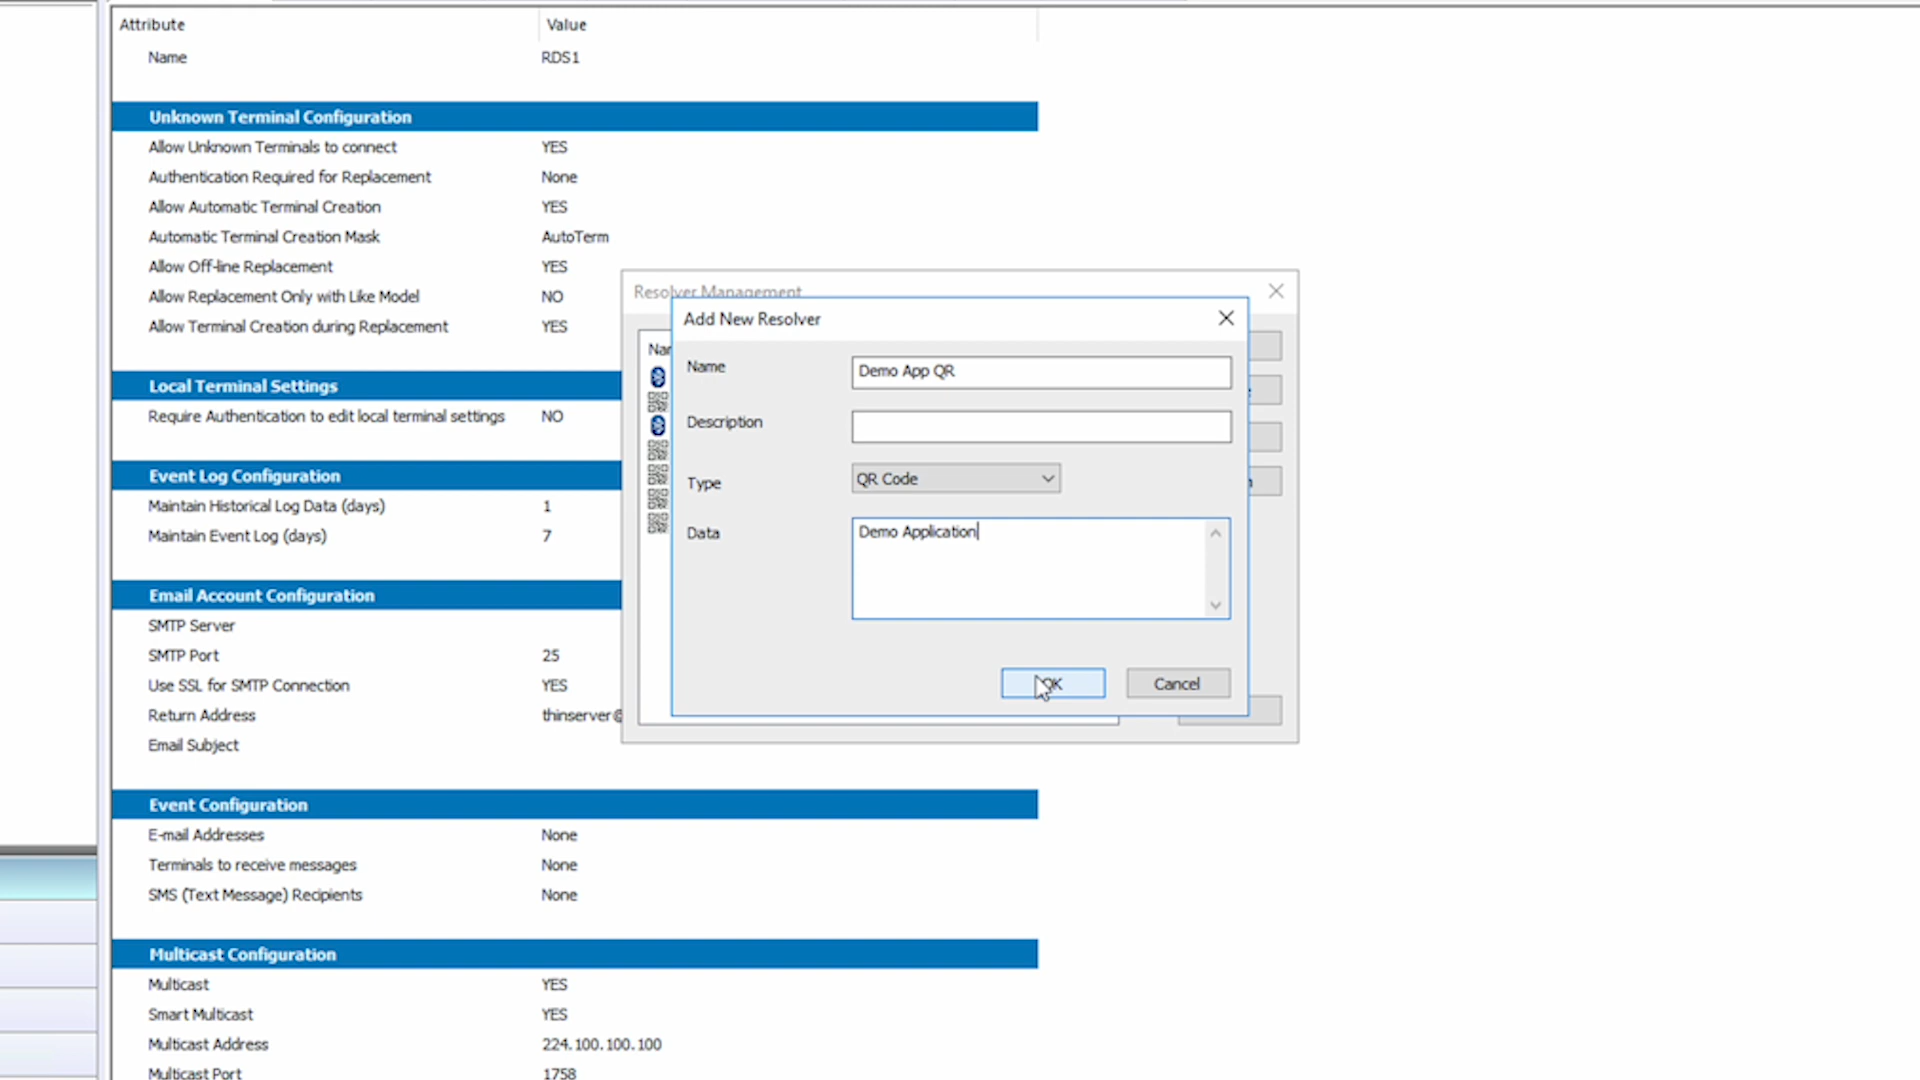 Attribute Value
Name RDS1
Unknown Terminal Configuration
Allow Unknown Terminals to connect YES
Authentication Required for Replacement None
Allow Automatic Terminal Creation YES
Automatic Terminal Creation Mask AutoTerm
Allow Off-line Replacement YES
Allow Replacement Only with Like Model NO
Allow Terminal Creation during Replacement YES
Local Terminal Settings
Require Authentication to edit local terminal settings NO
Event Log Configuration
Maintain Historical Log Data (days) 1
Maintain Event Log (days) 7
Email Account Configuration
SMTP Server
SMTP Port 25
Use SSL for SMTP Connection YES
Return Address thinserver@
Email Subject
Event Configuration
E-mail Addresses None
Terminals to receive messages None
SMS (Text Message) Recipients None
Multicast Configuration
Multicast YES
Smart Multicast YES
Multicast Address 224.100.100.100
Multicast Port 1758
Resolver Management
Add New Resolver
Name Demo App QR
Description
Type QR Code
Data Demo Application
OK Cancel